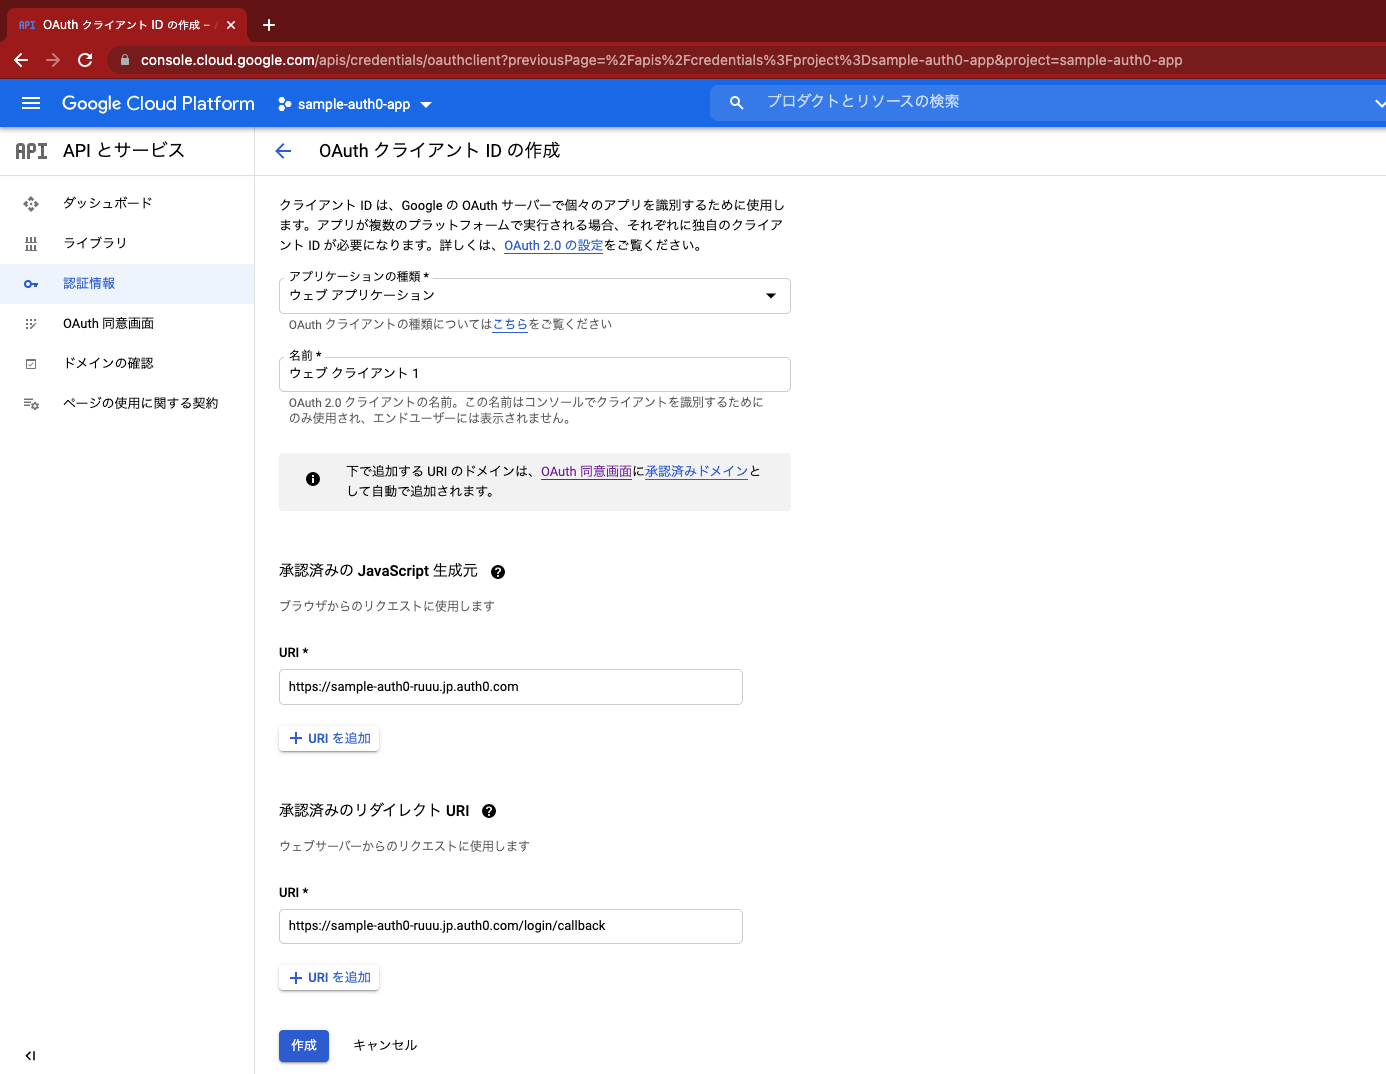 API OAuth クライアント ID の作成 –
console.cloud.google.com/apis/credentials/oauthclient?previousPage=%2Fapis%2Fcredentials%3Fproject%3Dsample-auth0-app&project=sample-auth0-app
Google Cloud Platform
sample-auth0-app
プロダクトとリソースの検索
API API とサービス
OAuth クライアント ID の作成
ダッシュボード
ライブラリ
認証情報
OAuth 同意画面
ドメインの確認
ページの使用に関する契約
クライアント ID は、Google の OAuth サーバーで個々のアプリを識別するために使用し
ます。アプリが複数のプラットフォームで実行される場合、それぞれに独自のクライア
ント ID が必要になります。詳しくは、OAuth 2.0 の設定をご覧ください。
アプリケーションの種類 *
ウェブ アプリケーション
OAuth クライアントの種類についてはこちらをご覧ください
名前 *
ウェブ クライアント 1
OAuth 2.0 クライアントの名前。この名前はコンソールでクライアントを識別するために
のみ使用され、エンドユーザーには表示されません。
下で追加する URI のドメインは、OAuth 同意画面に承認済みドメインと
して自動で追加されます。
承認済みの JavaScript 生成元
ブラウザからのリクエストに使用します
URI *
https://sample-auth0-ruuu.jp.auth0.com
URI を追加
承認済みのリダイレクト URI
ウェブサーバーからのリクエストに使用します
URI *
https://sample-auth0-ruuu.jp.auth0.com/login/callback
URI を追加
作成
キャンセル